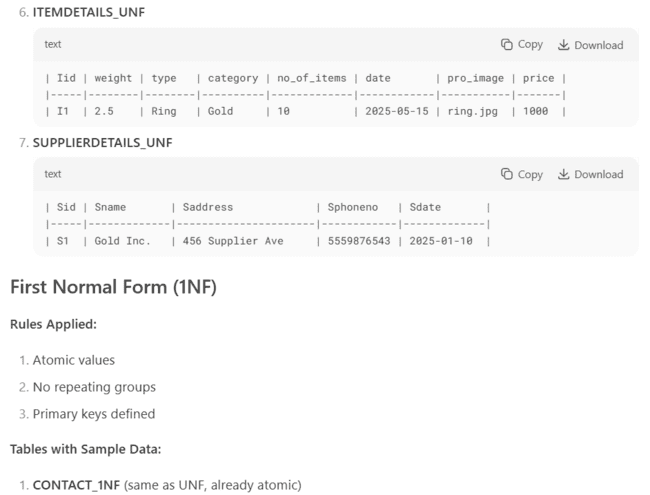 6. ITEMDETAILS_UNF
text Copy Download
| Iid | weight | type | category | no_of_items | date | pro_image | price |
|-----|--------|-------|----------|-------------|------------|-----------|-------|
| I1 | 2.5 | Ring | Gold | 10 | 2025-05-15 | ring.jpg | 1000 |
7. SUPPLIERDETAILS_UNF
text Copy Download
| Sid | Sname | Saddress | Sphoneno | Sdate |
|-----|------------|---------------------|-----------|------------|
| S1 | Gold Inc. | 456 Supplier Ave | 5559876543 | 2025-01-10 |
First Normal Form (1NF)
Rules Applied:
1. Atomic values
2. No repeating groups
3. Primary keys defined
Tables with Sample Data:
1. CONTACT_1NF (same as UNF, already atomic)